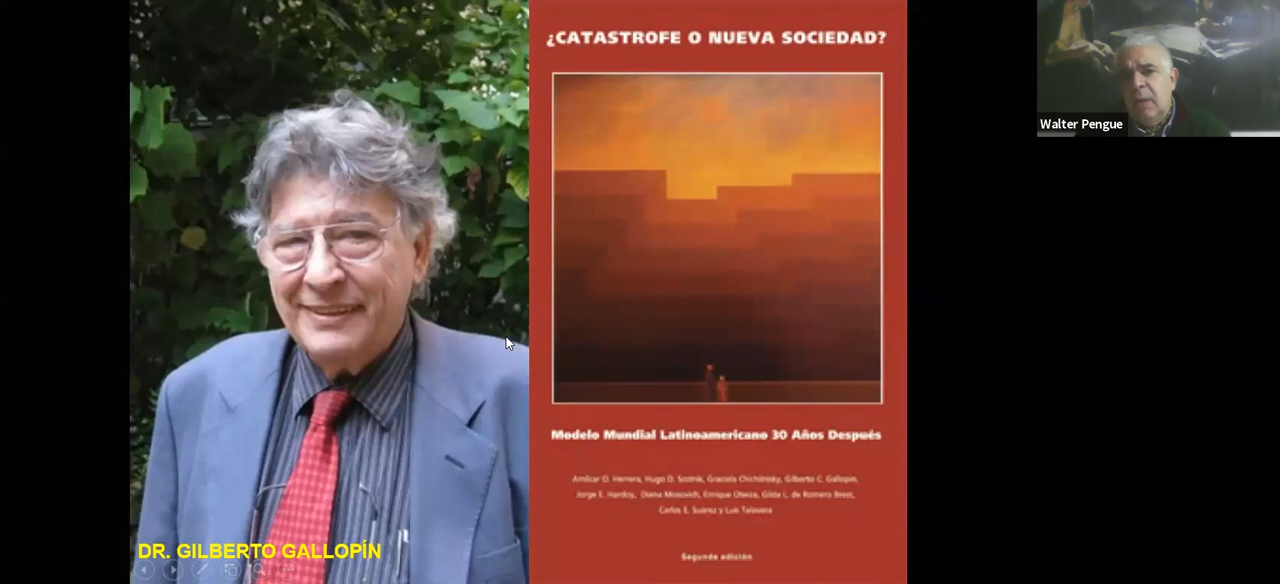 ¿CATASTROFE O NUEVA SOCIEDAD?
Modelo Mundial Latinoamericano 30 Años Después
Amílcar O. Herrera, Hugo D. Scolnik, Graciela Chichilnisky, Gilberto C. Gallopin,
Jorge E. Hardoy, Diana Mosovich, Enrique Oteiza, Gilda L. de Romero Brest,
Carlos E. Suárez y Luis Talavera
Segunda edición
DR. GILBERTO GALLOPÍN
Walter Pengue